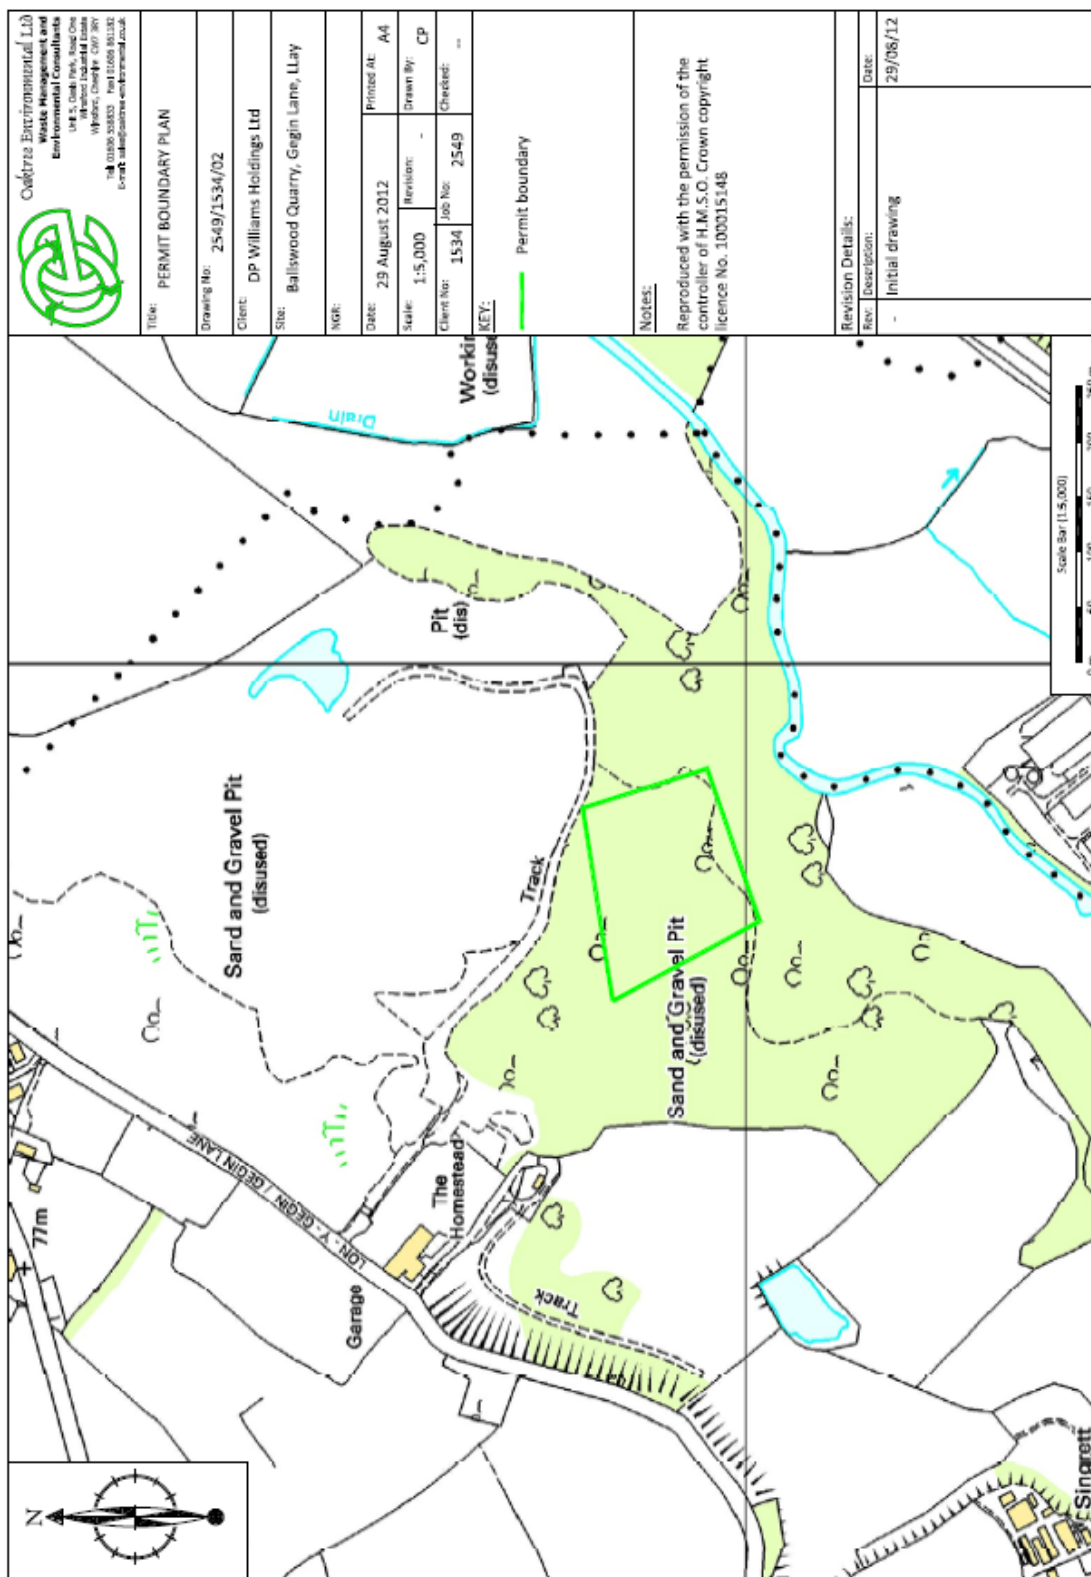 Oaktree Environmental Ltd
Waste Management and
Environmental Consultants
Title:
PERMIT BOUNDARY PLAN
Drawing No:
2549/1534/02
Client:
DP Williams Holdings Ltd
Site:
Ballswood Quarry, Gegin Lane, LLay
NGR:
Date:
29 August 2012
Printed At:
A4
Scale:
1:5,000
Revision:
-
Drawn By:
CP
Client No:
1534
Job No:
2549
Checked:
--
KEY:
Permit boundary
Notes:
Reproduced with the permission of the
controller of H.M.S.O. Crown copyright
licence No. 100015148
Revision Details:
Rev:
Description:
Date:
-
Initial drawing
29/08/12
N
77m
LON - Y - GEGIN / GEGIN LANE
Garage
The
Homestead
Track
Sand and Gravel Pit
(disused)
Track
Sand and Gravel Pit
(disused)
Pit
(dis)
Drain
Workin
(disuse
Singrett
Scale Bar (1:5,000)